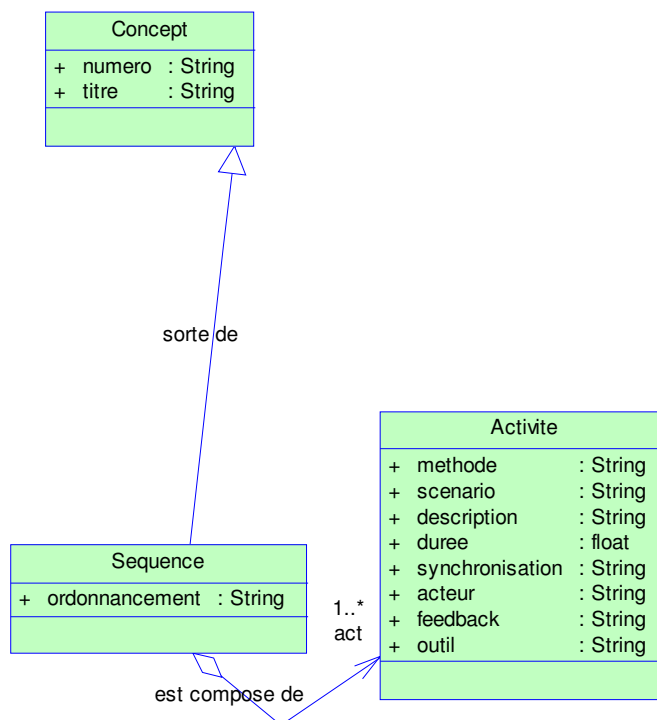 Concept
+ numero : String
+ titre : String
sorte de
Activite
+ methode : String
+ scenario : String
+ description : String
+ duree : float
+ synchronisation : String
+ acteur : String
+ feedback : String
+ outil : String
Sequence
+ ordonnancement : String
1..*
act
est compose de